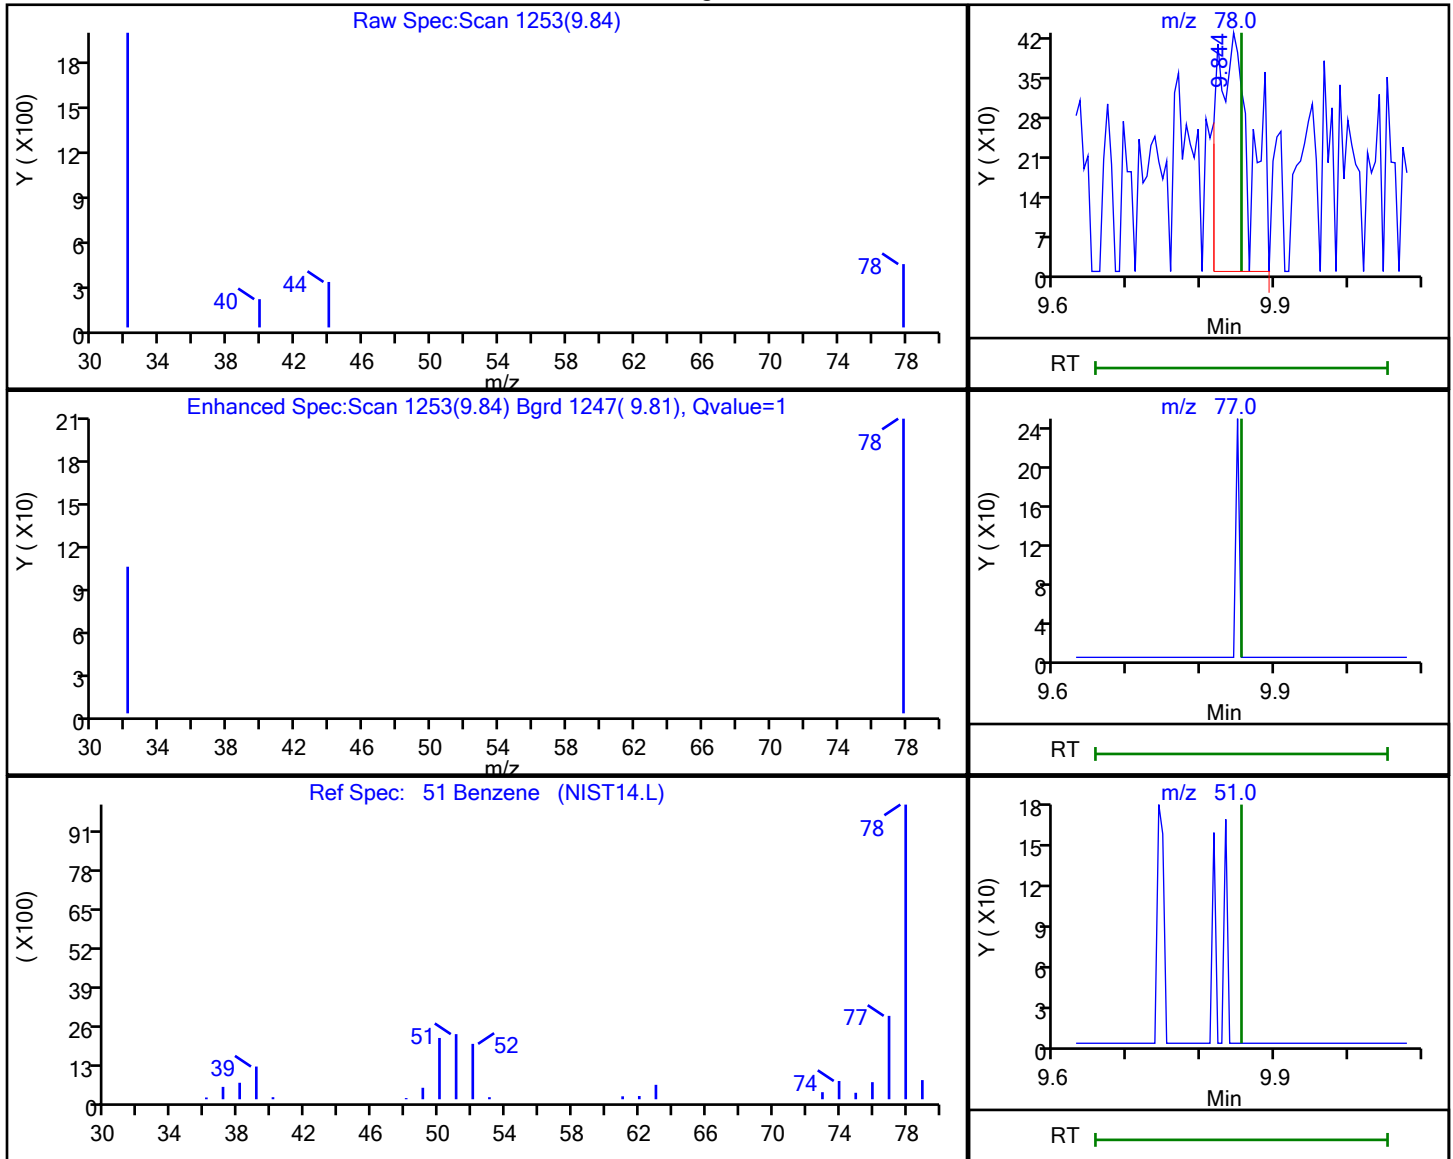 Raw Spec:Scan 1253(9.84)
Y ( X100)
18
15
12
9
6
3
0
40
44
78
30 34 38 42 46 50 54 58 62 66 70 74 78
m/z
m/z 78.0
Y ( X10)
42
35
28
21
14
7
0
9.844
9.6 9.9
Min
RT
Enhanced Spec:Scan 1253(9.84) Bgrd 1247( 9.81), Qvalue=1
Y ( X10)
21
18
15
12
9
6
3
0
78
30 34 38 42 46 50 54 58 62 66 70 74 78
m/z
m/z 77.0
Y ( X10)
24
20
16
12
8
4
0
9.6 9.9
Min
RT
Ref Spec: 51 Benzene (NIST14.L)
( X100)
91
78
65
52
39
26
13
0
39
51
52
74
77
78
30 34 38 42 46 50 54 58 62 66 70 74 78
m/z 51.0
Y ( X10)
18
15
12
9
6
3
0
9.6 9.9
Min
RT